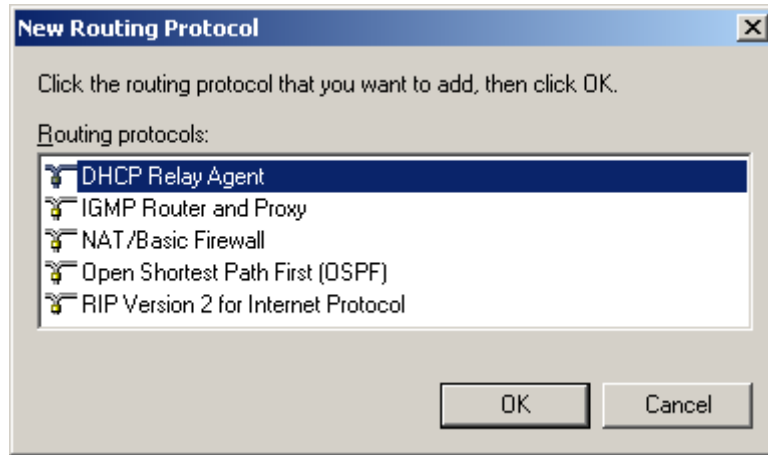 New Routing Protocol
Click the routing protocol that you want to add, then click OK.
Routing protocols:
DHCP Relay Agent
IGMP Router and Proxy
NAT/Basic Firewall
Open Shortest Path First (OSPF)
RIP Version 2 for Internet Protocol
OK Cancel